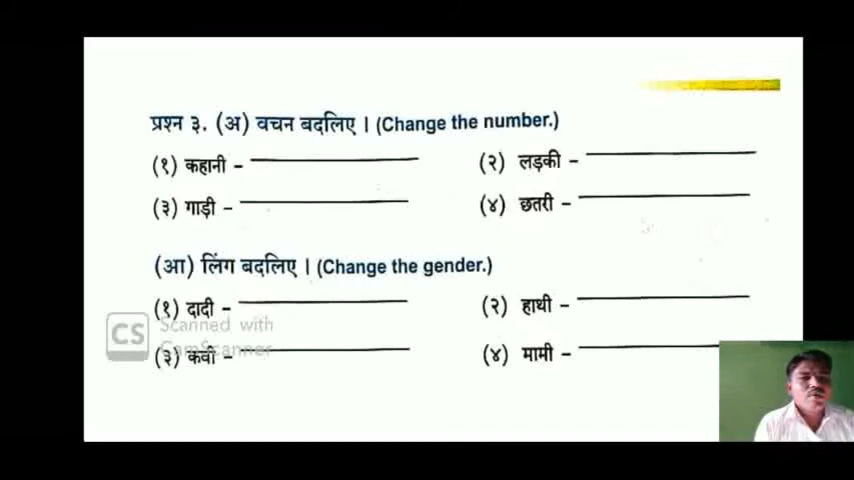 प्रश्न ३. (अ) वचन बदलिए । (Change the number.)
(१) कहानी - (२) लड़की -
(३) गाड़ी - (४) छतरी -
(आ) लिंग बदलिए । (Change the gender.)
(१) दादी - (२) हाथी -
CS Scanned with
CamScanner
(३) कवी - (४) मामी -